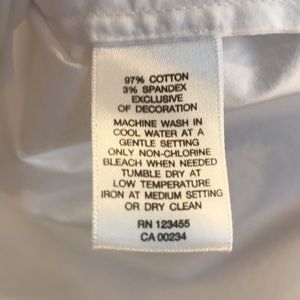 97% COTTON
3% SPANDEX
EXCLUSIVE
OF DECORATION
MACHINE WASH IN
COOL WATER AT A
GENTLE SETTING
ONLY NON-CHLORINE
BLEACH WHEN NEEDED
TUMBLE DRY AT
LOW TEMPERATURE
IRON AT MEDIUM SETTING
OR DRY CLEAN
RN 123455
CA 00234